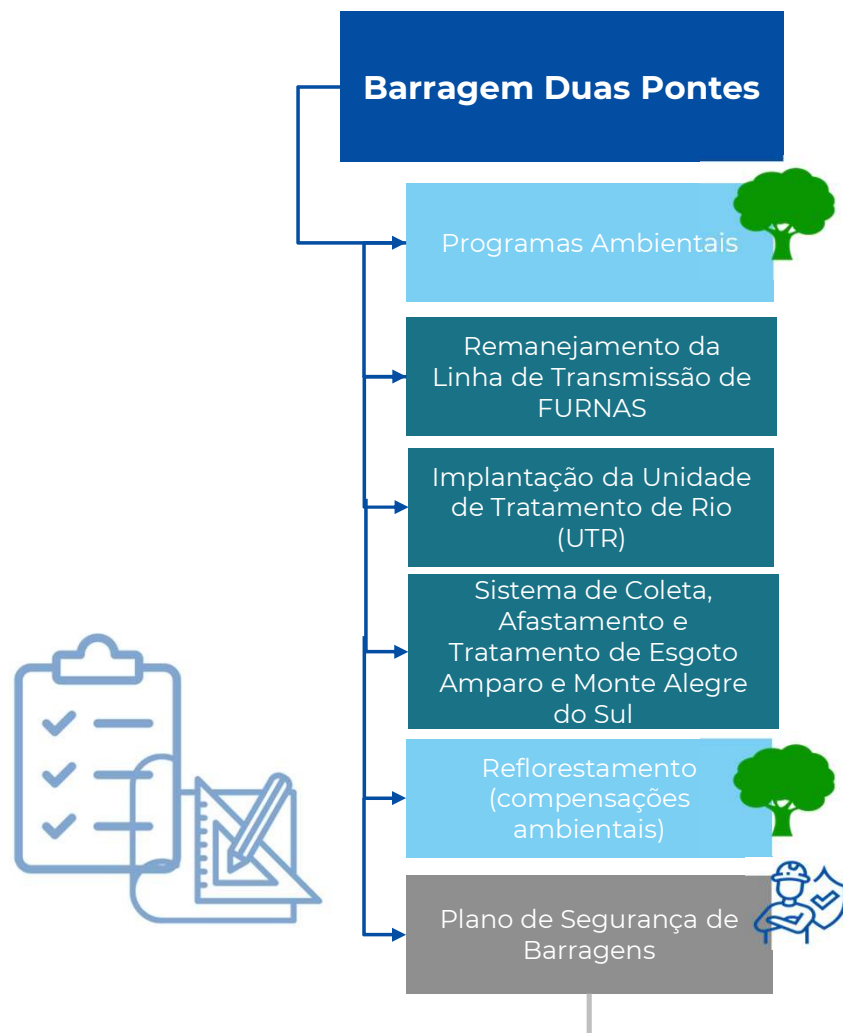 Barragem Duas Pontes
Programas Ambientais
Remanejamento da
Linha de Transmissão de
FURNAS
Implantação da Unidade
de Tratamento de Rio
(UTR)
Sistema de Coleta,
Afastamento e
Tratamento de Esgoto
Amparo e Monte Alegre
do Sul
Reflorestamento
(compensações
ambientais)
Plano de Segurança de
Barragens